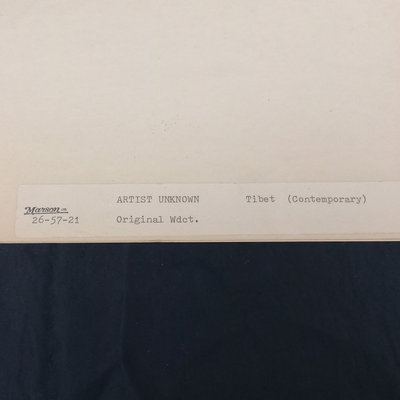 ARTIST UNKNOWN Tibet (Contemporary)
Marson
26-57-21 Original Wdct.